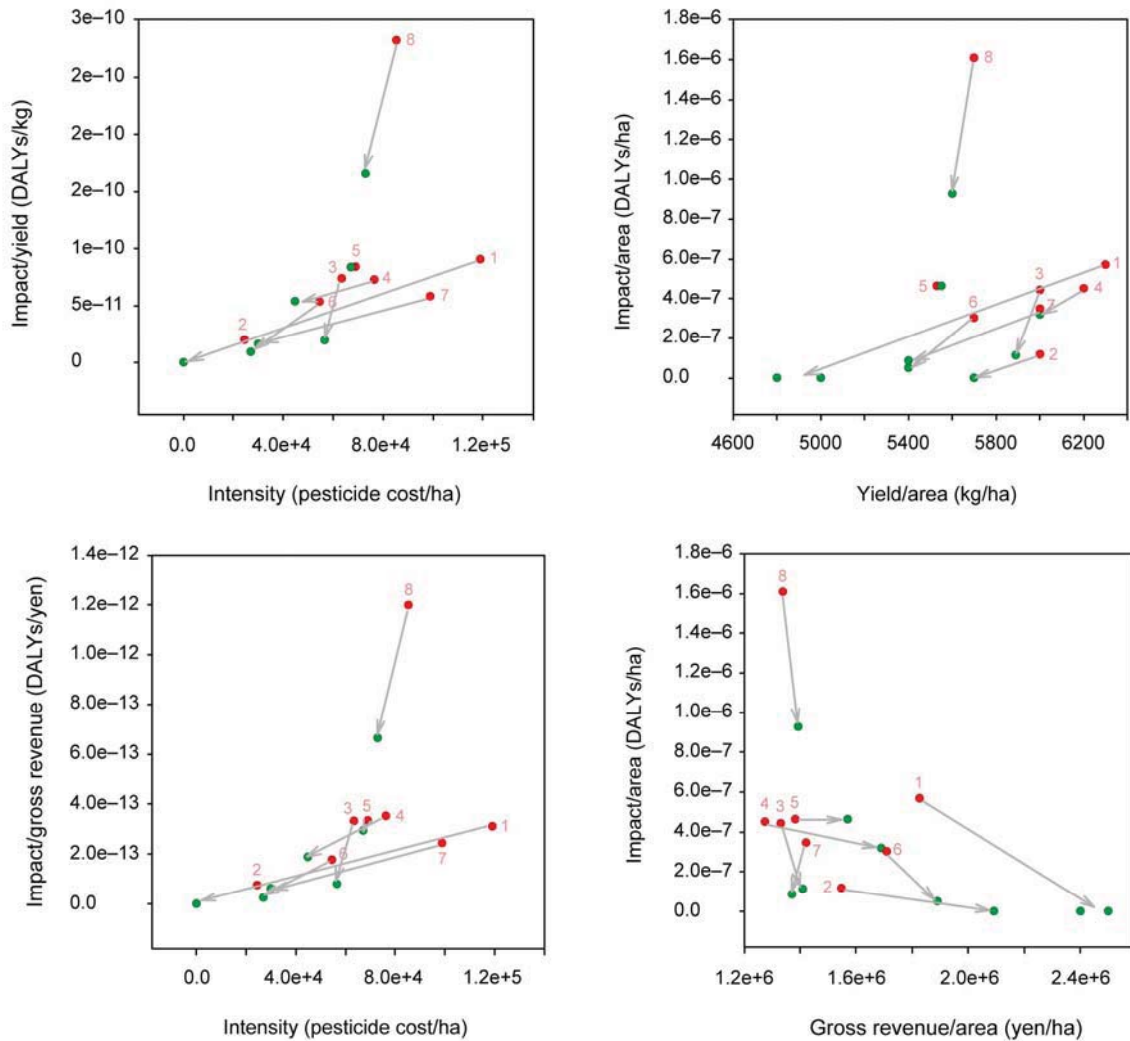 3e−10
2e−10
2e−10
2e−10
1e−10
5e−11
0
Impact/yield (DALYs/kg)
8
5
3
1
4
6
7
2
0.0 4.0e+4 8.0e+4 1.2e+5
Intensity (pesticide cost/ha)
1.8e−6
1.6e−6
1.4e−6
1.2e−6
1.0e−6
8.0e−7
6.0e−7
4.0e−7
2.0e−7
0.0
Impact/area (DALYs/ha)
8
1
3
5
4
6
7
2
4600 5000 5400 5800 6200
Yield/area (kg/ha)
1.4e−12
1.2e−12
1.0e−12
8.0e−13
6.0e−13
4.0e−13
2.0e−13
0.0
Impact/gross revenue (DALYs/yen)
8
3 5
4
1
6
7
2
0.0 4.0e+4 8.0e+4 1.2e+5
Intensity (pesticide cost/ha)
1.8e−6
1.6e−6
1.4e−6
1.2e−6
1.0e−6
8.0e−7
6.0e−7
4.0e−7
2.0e−7
0.0
Impact/area (DALYs/ha)
8
1
4 3 5
7
6
2
1.2e+6 1.6e+6 2.0e+6 2.4e+6
Gross revenue/area (yen/ha)